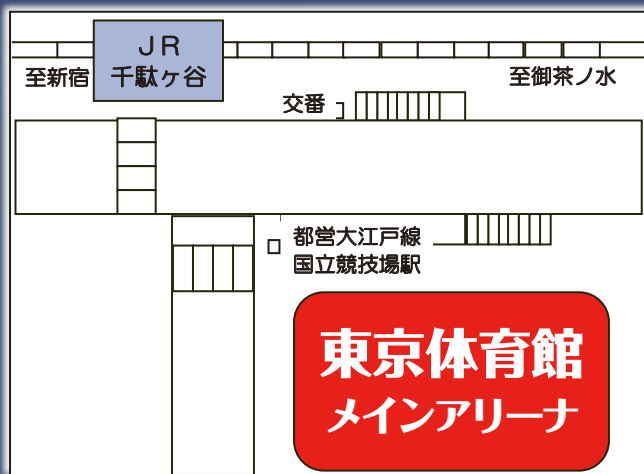 JR
千駄ヶ谷
至新宿
至御茶ノ水
交番
都営大江戸線
国立競技場駅
東京体育館
メインアリーナ